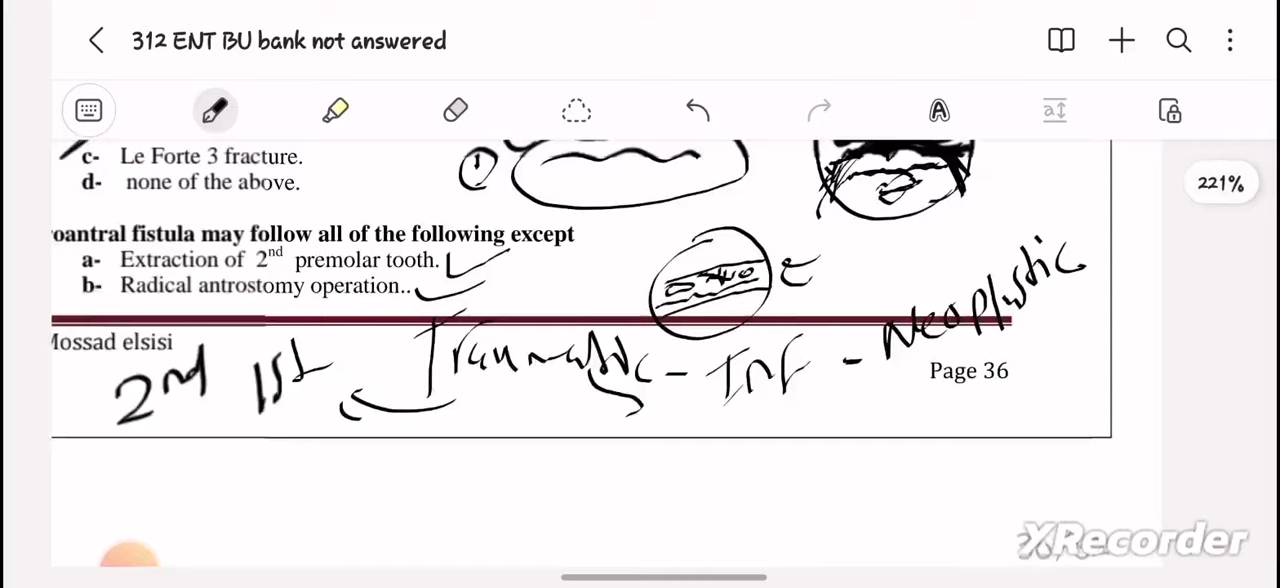 312 ENT BU bank not answered
221%
c- Le Forte 3 fracture.
d- none of the above.
oantral fistula may follow all of the following except
a- Extraction of 2nd premolar tooth.
b- Radical antrostomy operation..
Mossad elsisi
2nd 1st Traumatic - Inf - Neoplastic
Page 36
XRecorder